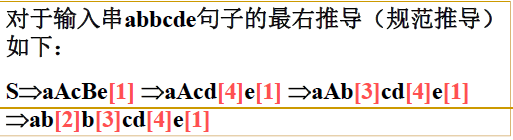 对于输入串abbcde句子的最右推导（规范推导）
如下：
S⇒aAcBe[1] ⇒aAcd[4]e[1] ⇒aAb[3]cd[4]e[1]
⇒ab[2]b[3]cd[4]e[1]